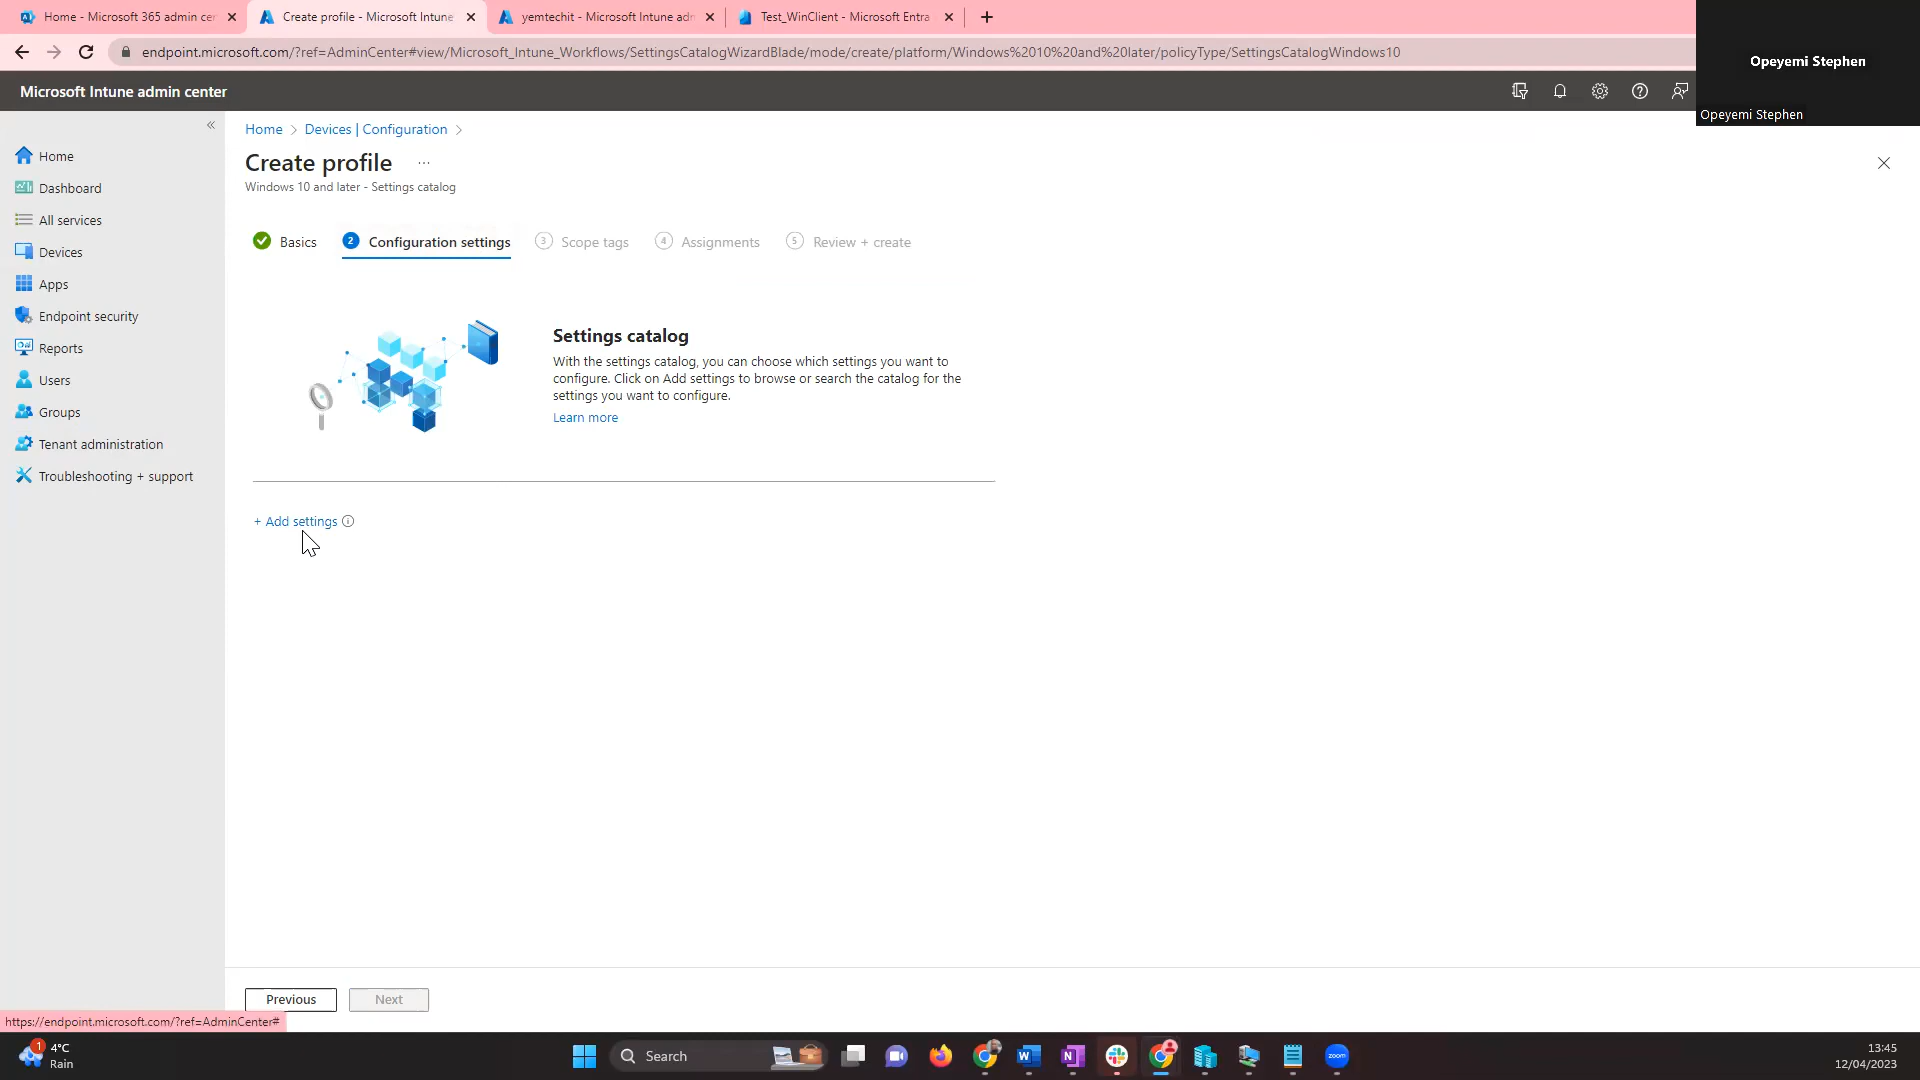 Home - Microsoft 365 admin cer
Create profile - Microsoft Intune
yemtechit - Microsoft Intune adn
Test_WinClient - Microsoft Entra
endpoint.microsoft.com/?ref=AdminCenter#view/Microsoft_Intune_Workflows/SettingsCatalogWizardBlade/mode/create/platform/Windows%2010%20and%20later/policyType/SettingsCatalogWindows10
Opeyemi Stephen
Opeyemi Stephen
Microsoft Intune admin center
Home
Dashboard
All services
Devices
Apps
Endpoint security
Reports
Users
Groups
Tenant administration
Troubleshooting + support
Home > Devices | Configuration >
Create profile ...
Windows 10 and later - Settings catalog
Basics
2 Configuration settings
3 Scope tags
4 Assignments
5 Review + create
Settings catalog
With the settings catalog, you can choose which settings you want to
configure. Click on Add settings to browse or search the catalog for the
settings you want to configure.
Learn more
+ Add settings
Previous
Next
https://endpoint.microsoft.com/?ref=AdminCenter#
1
4°C
Rain
Search
zoom
13:45
12/04/2023